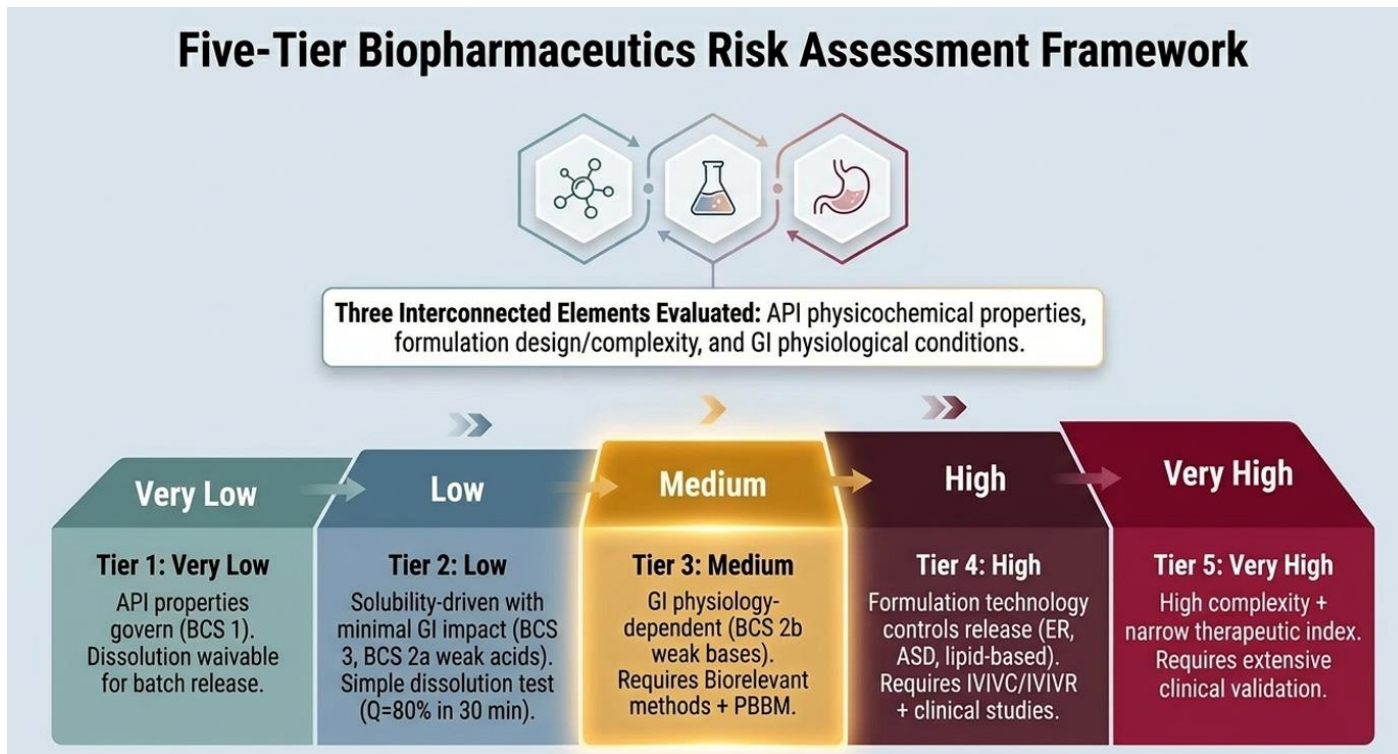 Five-Tier Biopharmaceutics Risk Assessment Framework
Three Interconnected Elements Evaluated: API physicochemical properties,
formulation design/complexity, and GI physiological conditions.
Very Low
Low
Medium
High
Very High
Tier 1: Very Low
API properties
govern (BCS 1).
Dissolution waivable
for batch release.
Tier 2: Low
Solubility-driven with
minimal GI impact (BCS
3, BCS 2a weak acids).
Simple dissolution test
(Q=80% in 30 min).
Tier 3: Medium
GI physiology-
dependent (BCS 2b
weak bases).
Requires Biorelevant
methods + PBBM.
Tier 4: High
Formulation technology
controls release (ER,
ASD, lipid-based).
Requires IVIVC/IVIVR
+ clinical studies.
Tier 5: Very High
High complexity +
narrow therapeutic index.
Requires extensive
clinical validation.